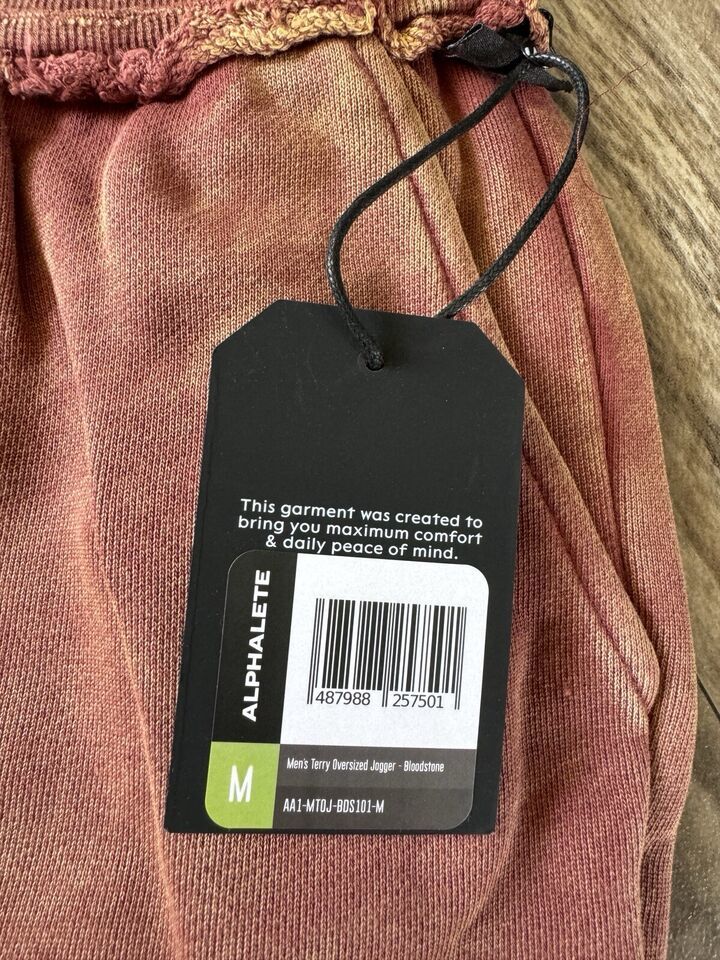 This garment was created to
bring you maximum comfort
& daily peace of mind.
ALPHALETE
487988 257501
M
Men's Terry Oversized Jogger - Bloodstone
AA1-MTOJ-BDS101-M